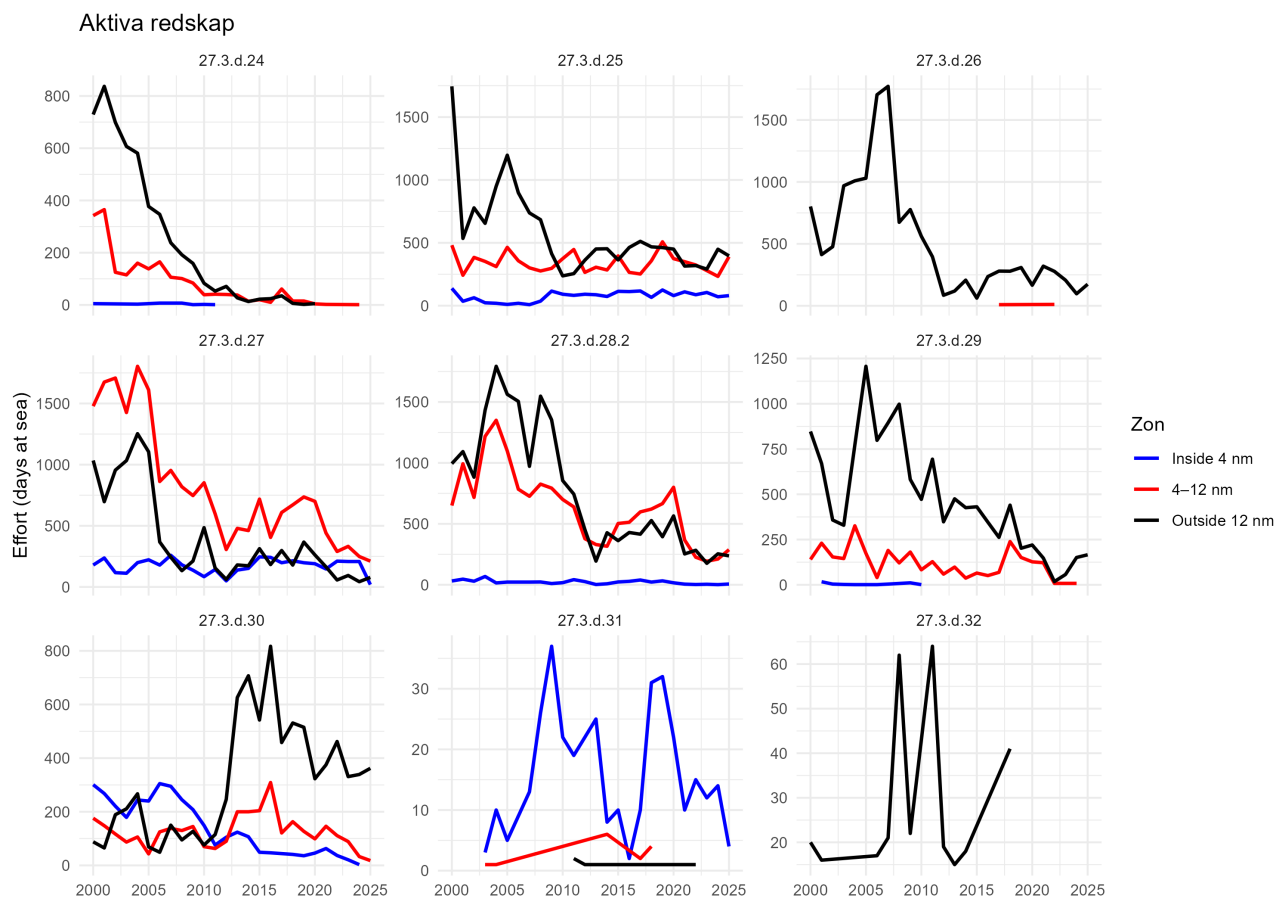 Aktiva redskap
27.3.d.24
27.3.d.25
27.3.d.26
800
600
400
200
0
1500
1000
500
0
1500
1000
500
0
27.3.d.27
27.3.d.28.2
27.3.d.29
1500
1000
500
0
1500
1000
500
0
1250
1000
750
500
250
0
Effort (days at sea)
27.3.d.30
27.3.d.31
27.3.d.32
800
600
400
200
0
30
20
10
0
60
50
40
30
20
2000 2005 2010 2015 2020 2025
2000 2005 2010 2015 2020 2025
2000 2005 2010 2015 2020 2025
Zon
Inside 4 nm
4–12 nm
Outside 12 nm